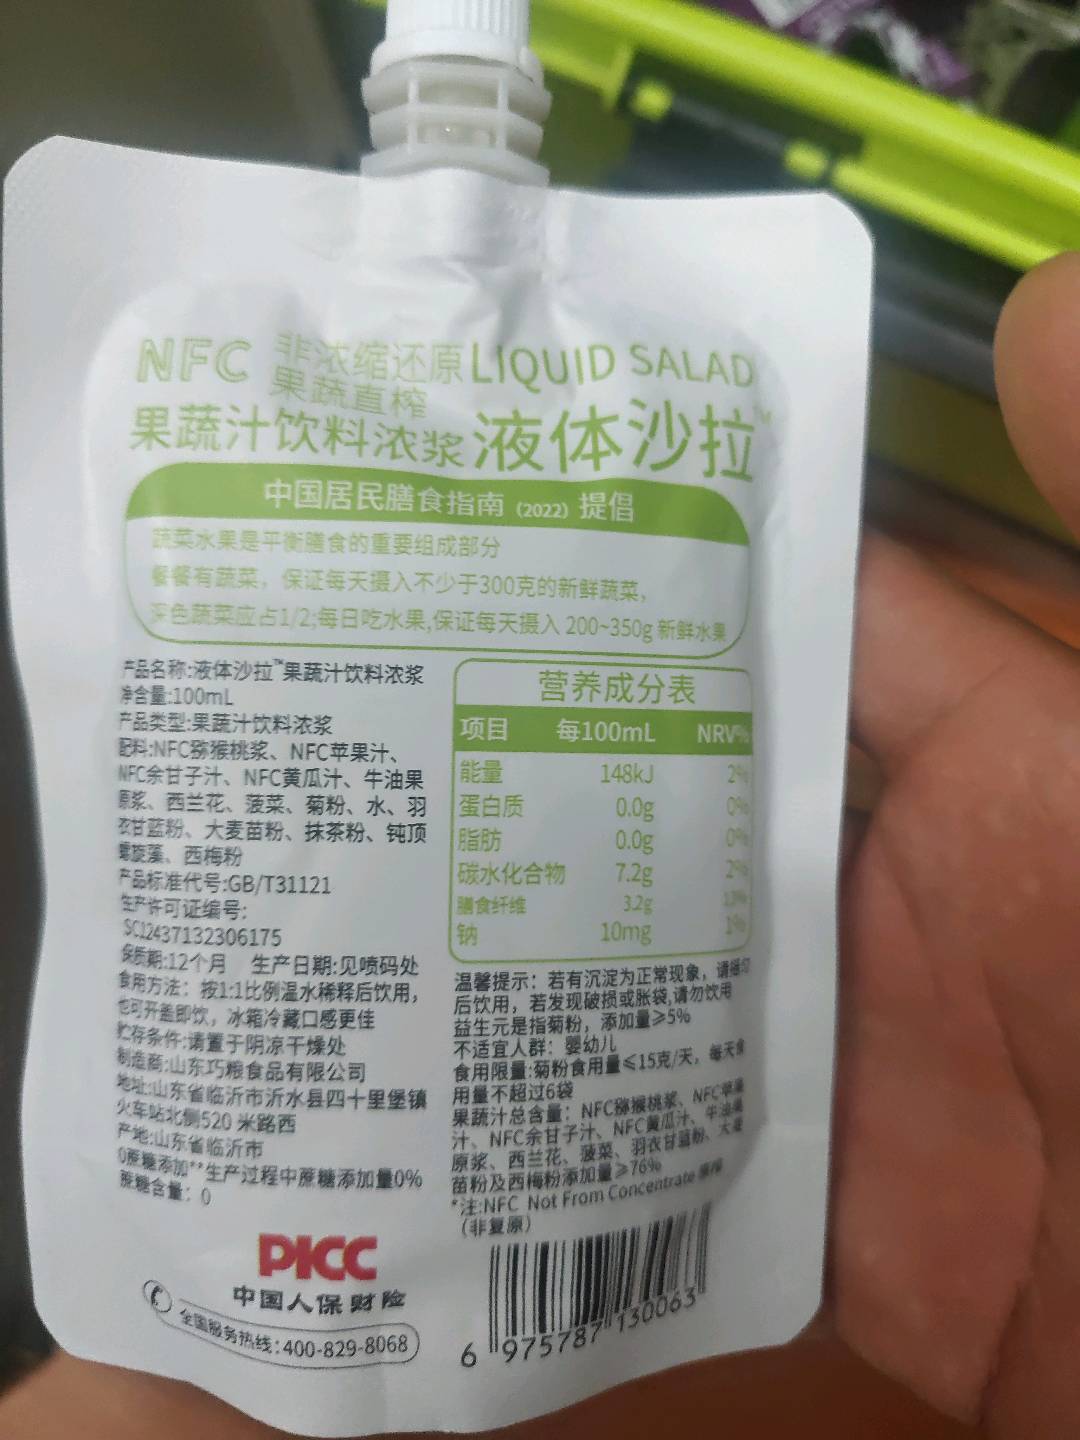 NFC 非浓缩还原 LIQUID SALAD
果蔬直榨
果蔬汁饮料浓浆 液体沙拉™
中国居民膳食指南（2022）提倡
蔬菜水果是平衡膳食的重要组成部分
餐餐有蔬菜，保证每天摄入不少于300克的新鲜蔬菜，
深色蔬菜应占1/2;每日吃水果,保证每天摄入 200~350g 新鲜水果
产品名称:液体沙拉™果蔬汁饮料浓浆
净含量:100mL
产品类型:果蔬汁饮料浓浆
配料:NFC猕猴桃浆、NFC苹果汁、
NFC余甘子汁、NFC黄瓜汁、牛油果
原浆、西兰花、菠菜、菊粉、水、羽
衣甘蓝粉、大麦苗粉、抹茶粉、钝顶
螺旋藻、西梅粉
产品标准代号:GB/T31121
生产许可证编号:
SC12437132306175
保质期:12个月 生产日期:见喷码处
食用方法：按1:1比例温水稀释后饮用，
也可开盖即饮，冰箱冷藏口感更佳
贮存条件:请置于阴凉干燥处
制造商:山东巧粮食品有限公司
地址:山东省临沂市沂水县四十里堡镇
火车站北侧520 米路西
产地:山东省临沂市
0蔗糖添加**生产过程中蔗糖添加量0%
蔗糖含量：0
营养成分表
项目 每100mL NRV%
能量 148kJ 2%
蛋白质 0.0g 0%
脂肪 0.0g 0%
碳水化合物 7.2g 2%
膳食纤维 3.2g 13%
钠 10mg 1%
温馨提示：若有沉淀为正常现象，请摇匀
后饮用，若发现破损或胀袋,请勿饮用
益生元是指菊粉，添加量≥5%
不适宜人群：婴幼儿
食用限量:菊粉食用量≤15克/天，每天食
用量不超过6袋
果蔬汁总含量：NFC猕猴桃浆、NFC苹果
汁、NFC余甘子汁、NFC黄瓜汁、牛油果
原浆、西兰花、菠菜、羽衣甘蓝粉、大麦
苗粉及西梅粉添加量≥76%
*注:NFC Not From Concentrate
（非复原）
PICC
中国人保财险
全国服务热线:400-829-8068
6 975787 130063